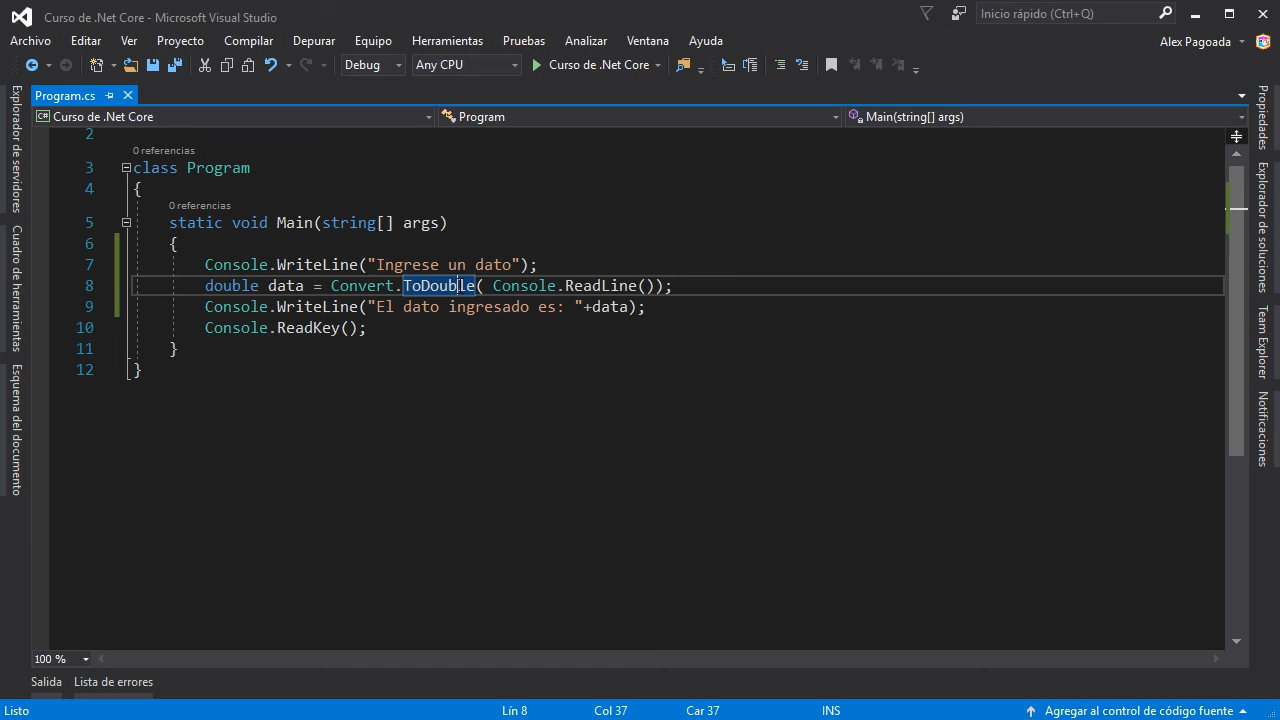 Curso de .Net Core - Microsoft Visual Studio
Inicio rápido (Ctrl+Q)
Archivo Editar Ver Proyecto Compilar Depurar Equipo Herramientas Pruebas Analizar Ventana Ayuda
Alex Pagoada
Debug Any CPU Curso de .Net Core
Program.cs
C# Curso de .Net Core Program Main(string[] args)
2
0 referencias
3 class Program
4 {
0 referencias
5 static void Main(string[] args)
6 {
7 Console.WriteLine("Ingrese un dato");
8 double data = Convert.ToDouble( Console.ReadLine());
9 Console.WriteLine("El dato ingresado es: "+data);
10 Console.ReadKey();
11 }
12 }
Explorador de servidores
Cuadro de herramientas
Esquema del documento
Propiedades
Explorador de soluciones
Team Explorer
Notificaciones
100 %
Salida Lista de errores
Listo Lín 8 Col 37 Car 37 INS Agregar al control de código fuente